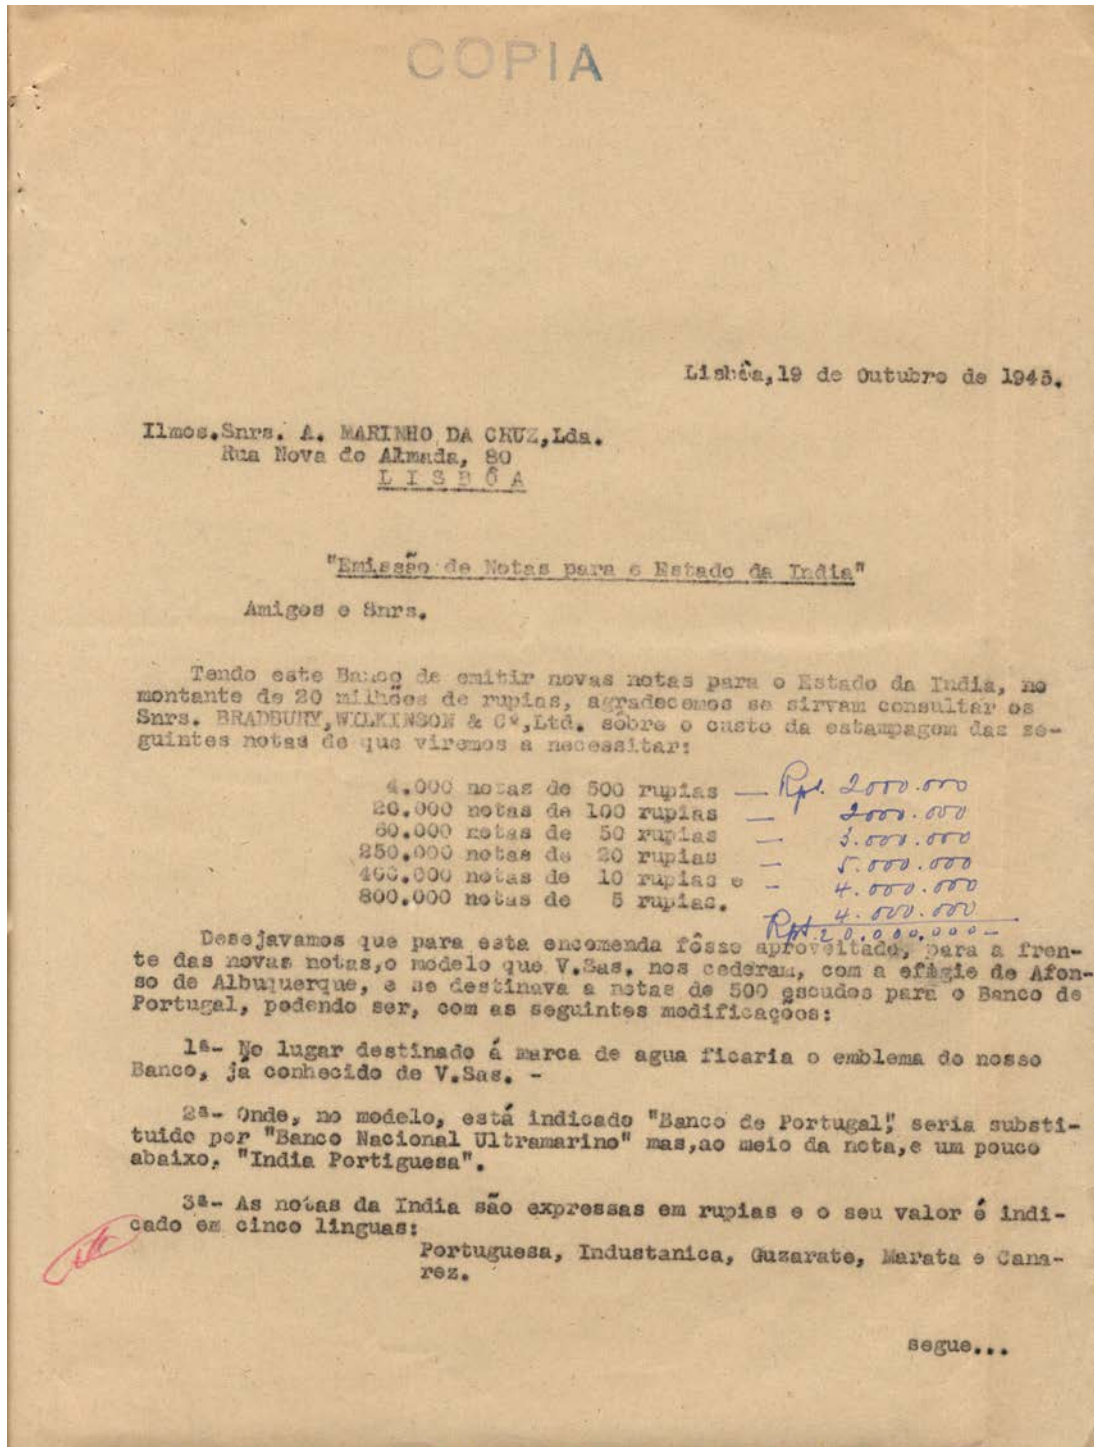 COPIA
Lisbôa,19 de Outubro de 1945.
Ilmos.Snrs. A. MARINHO DA CRUZ,Lda.
Rua Nova do Almada, 80
L I S B Ô A
"Emissão de Notas para o Estado da India"
Amigos e Snrs.
Tendo este Banco de emitir novas notas para o Estado da India, no
montante de 20 milhões de rupias, agradecemos se sirvam consultar os
Snrs. BRADBURY,WILKINSON & Cª,Ltd. sôbre o custo da estampagem das se-
guintes notas de que viremos a necessitar:
4.000 notas de 500 rupias — Rps. 2000.000
20.000 notas de 100 rupias — 2000.000
60.000 notas de 50 rupias — 3.000.000
250.000 notas de 20 rupias — 5.000.000
400.000 notas de 10 rupias e - 4.000.000
800.000 notas de 5 rupias. 4.000.000
Rps. 20.000.000-
Desejavamos que para esta encomenda fôsse aproveitado, para a fren-
te das novas notas,o modelo que V.Sas. nos cederam, com a efígie de Afon-
so de Albuquerque, e se destinava a notas de 500 escudos para o Banco de
Portugal, podendo ser, com as seguintes modificações:
1ª- No lugar destinado á marca de agua ficaria o emblema do nosso
Banco, já conhecido de V.Sas. -
2ª- Onde, no modelo, está indicado "Banco de Portugal", seria substi-
tuido por "Banco Nacional Ultramarino" mas,ao meio da nota,e um pouco
abaixo, "India Portiguesa".
3ª- As notas da India são expressas em rupias e o seu valor é indi-
cado em cinco linguas:
Portuguesa, Industanica, Guzarate, Marata e Cana-
rez.
segue...